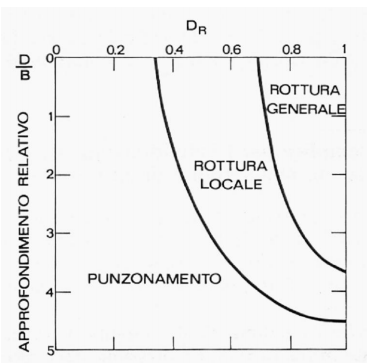 D_R
0 0.2 0.4 0.6 0.8 1
D/B
0
1
2
3
4
5
APPROFONDIMENTO RELATIVO
ROTTURA
GENERALE
ROTTURA
LOCALE
PUNZONAMENTO